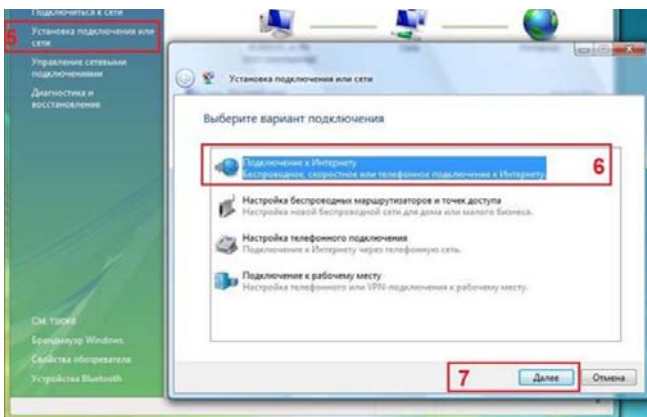 Подключиться к сети
5
Установка подключения или
сети
Управление сетевыми
подключениями
Диагностика и
восстановление
Установка подключения или сети
Выберите вариант подключения
Подключение к Интернету
Беспроводное, скоростное или телефонное подключение к Интернету.
6
Настройка беспроводных маршрутизаторов и точек доступа
Настройка новой беспроводной сети для дома или малого бизнеса.
Настройка телефонного подключения
Подключение к Интернету через телефонную сеть.
Подключение к рабочему месту
Настройка телефонного или VPN-подключения к рабочему месту.
См. также
Брандмауэр Windows
Свойства обозревателя
Устройства Bluetooth
7
Далее
Отмена